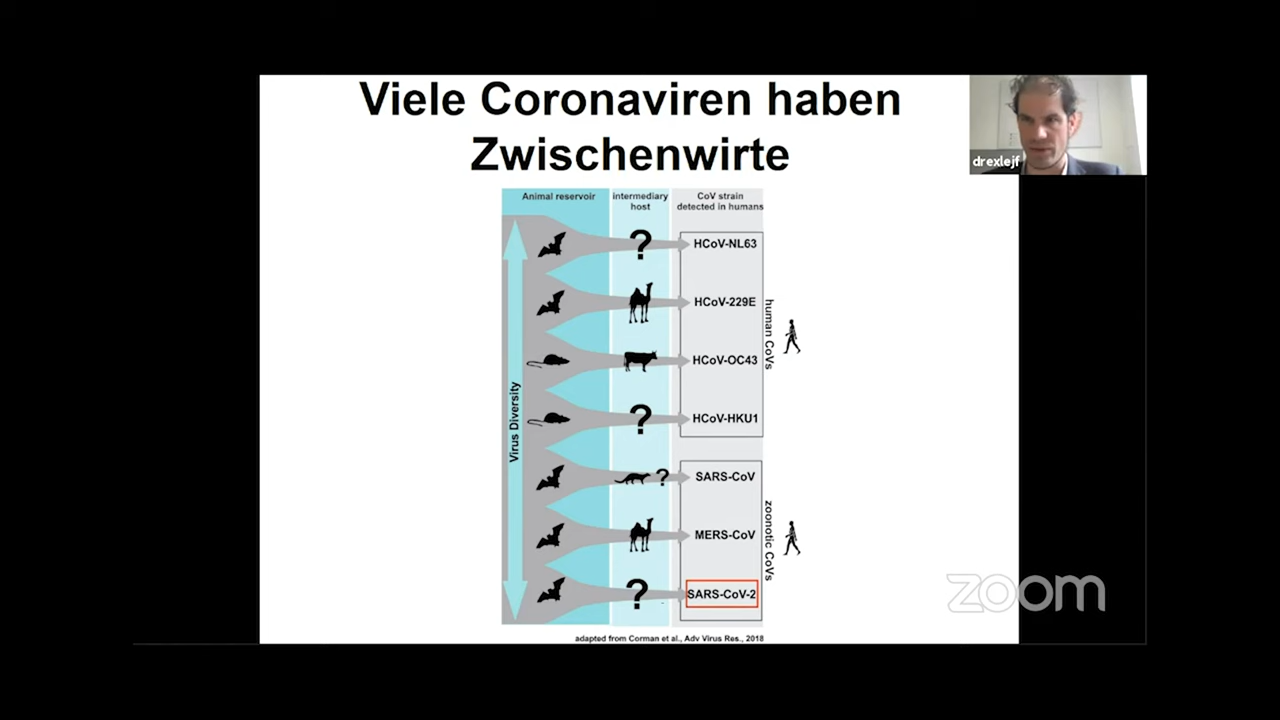 Viele Coronaviren haben
Zwischenwirte
drexlejf
Animal reservoir
intermediary
host
CoV strain
detected in humans
Virus Diversity
?
HCoV-NL63
HCoV-229E
HCoV-OC43
?
HCoV-HKU1
human CoVs
?
SARS-CoV
MERS-CoV
?
SARS-CoV-2
zoonotic CoVs
zoom
adapted from Corman et al., Adv Virus Res., 2018